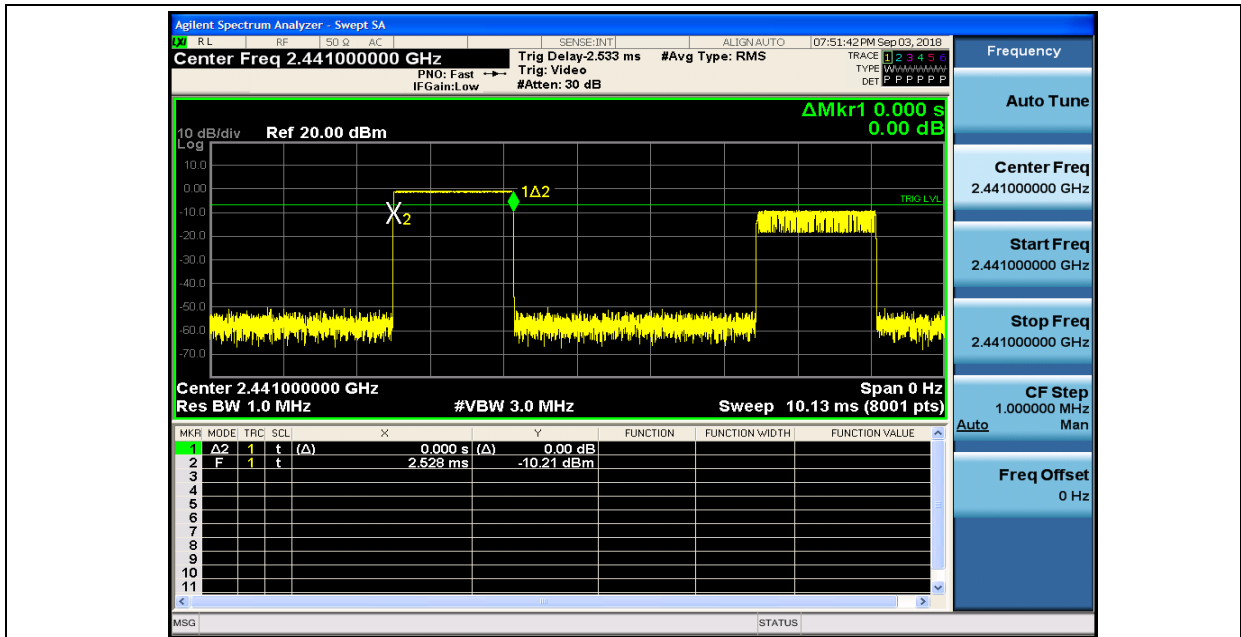 Agilent Spectrum Analyzer - Swept SA
LXI RL RF 50 Ω AC SENSE:INT ALIGN AUTO 07:51:42 PM Sep 03, 2018
Center Freq 2.441000000 GHz
PNO: Fast
IFGain:Low
Trig Delay-2.533 ms
Trig: Video
#Atten: 30 dB
#Avg Type: RMS
TRACE 1 2 3 4 5 6
TYPE WWWWWW
DET P P P P P P
ΔMkr1 0.000 s
0.00 dB
10 dB/div Ref 20.00 dBm
Log
10.0
0.00
-10.0
-20.0
-30.0
-40.0
-50.0
-60.0
-70.0
1Δ2
X2
TRIG LVL
Center 2.441000000 GHz Span 0 Hz
Res BW 1.0 MHz #VBW 3.0 MHz Sweep 10.13 ms (8001 pts)
MKR MODE TRC SCL X Y FUNCTION FUNCTION WIDTH FUNCTION VALUE
1 Δ2 1 t (Δ) 0.000 s (Δ) 0.00 dB
2 F 1 t 2.528 ms -10.21 dBm
3
4
5
6
7
8
9
10
11
MSG STATUS
Frequency
Auto Tune
Center Freq
2.441000000 GHz
Start Freq
2.441000000 GHz
Stop Freq
2.441000000 GHz
CF Step
1.000000 MHz
Auto Man
Freq Offset
0 Hz